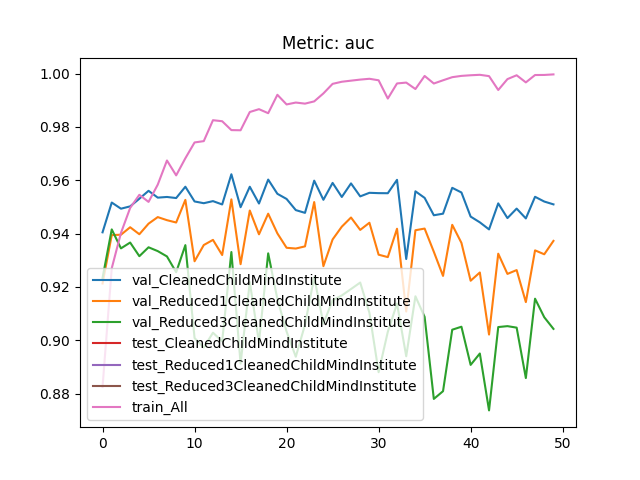 Metric: auc
1.00
0.98
0.96
0.94
0.92
0.90
0.88
val_CleanedChildMindInstitute
val_Reduced1CleanedChildMindInstitute
val_Reduced3CleanedChildMindInstitute
test_CleanedChildMindInstitute
test_Reduced1CleanedChildMindInstitute
test_Reduced3CleanedChildMindInstitute
train_All
0
10
20
30
40
50